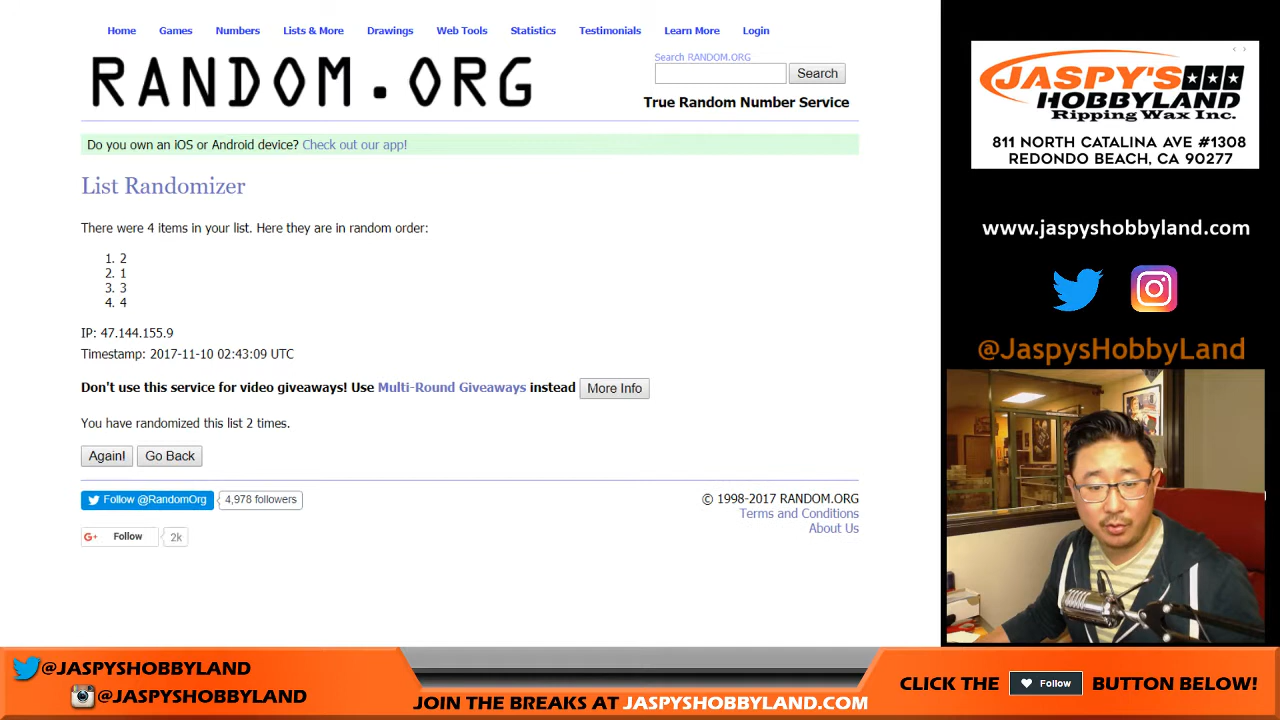 Home Games Numbers Lists & More Drawings Web Tools Statistics Testimonials Learn More Login
RANDOM.ORG
Search RANDOM.ORG
Search
True Random Number Service
Do you own an iOS or Android device? Check out our app!
List Randomizer
There were 4 items in your list. Here they are in random order:
1. 2
2. 1
3. 3
4. 4
IP: 47.144.155.9
Timestamp: 2017-11-10 02:43:09 UTC
Don't use this service for video giveaways! Use Multi-Round Giveaways instead More Info
You have randomized this list 2 times.
Again! Go Back
Follow @RandomOrg 4,978 followers
G+ Follow 2k
© 1998-2017 RANDOM.ORG
Terms and Conditions
About Us
JASPY'S
HOBBYLAND
Ripping Wax Inc.
811 NORTH CATALINA AVE #1308
REDONDO BEACH, CA 90277
www.jaspyshobbyland.com
@JaspysHobbyLand
@JASPYSHOBBYLAND
@JASPYSHOBBYLAND
JOIN THE BREAKS AT JASPYSHOBBYLAND.COM
CLICK THE Follow BUTTON BELOW!